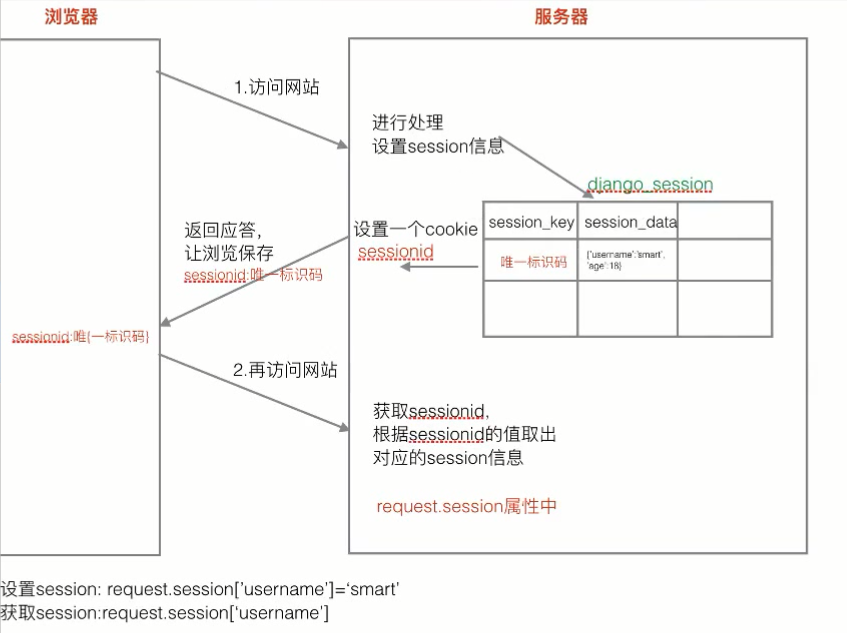 浏览器
服务器
1.访问网站
进行处理
设置session信息
django_session
session_key
session_data
唯一标识码
{'username':'smart',
'age':18}
设置一个cookie
sessionid
返回应答，
让浏览保存
sessionid:唯一标识码
sessionid:唯{一标识码}
2.再访问网站
获取sessionid,
根据sessionid的值取出
对应的session信息
request.session属性中
设置session: request.session['username']=‘smart'
获取session:request.session['username']